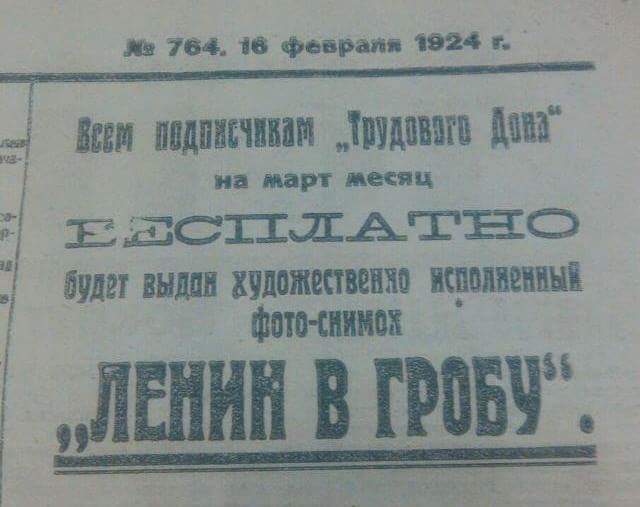 № 764. 16 февраля 1924 г.
Всем подписчикам „Трудового Дона“
на март месяц
БЕСПЛАТНО
будет выдан художественно исполненный
фото-снимок
„ЛЕНИН В ГРОБУ“.